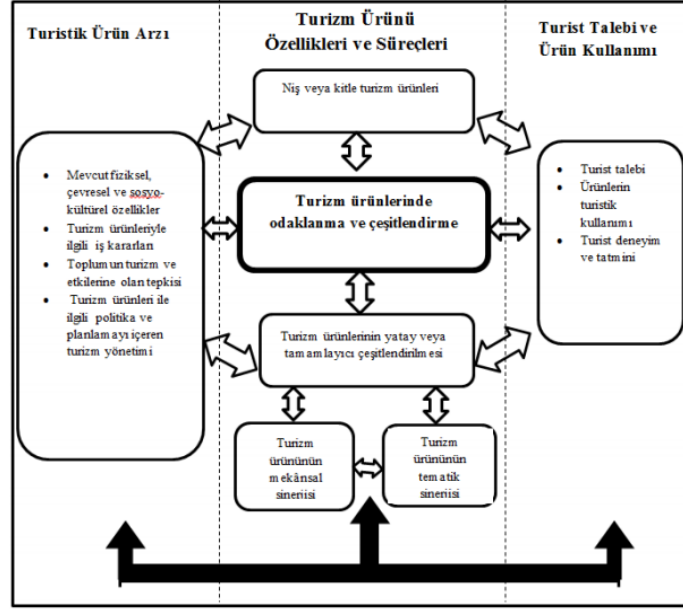 Turistik Ürün Arzı
Turizm Ürünü
Özellikleri ve Süreçleri
Turist Talebi ve
Ürün Kullanımı
Niş veya kitle turizm ürünleri
• Mevcut fiziksel,
çevresel ve sosyo-
kültürel özellikler
• Turizm ürünleriyle
ilgili iş kararları
• Toplumun turizm ve
etkilerine olan tepkisi
• Turizm ürünleri ile
ilgili politika ve
planlamayı içeren
turizm yönetimi
Turizm ürünlerinde
odaklanma ve çeşitlendirme
• Turist talebi
• Ürünlerin
turistik
kullanımı
• Turist deneyim
ve tatmini
Turizm ürünlerinin yatay veya
tamamlayıcı çeşitlendirilmesi
Turizm
ürününün
mekânsal
sinerjisi
Turizm
ürününün
tematik
sinerjisi